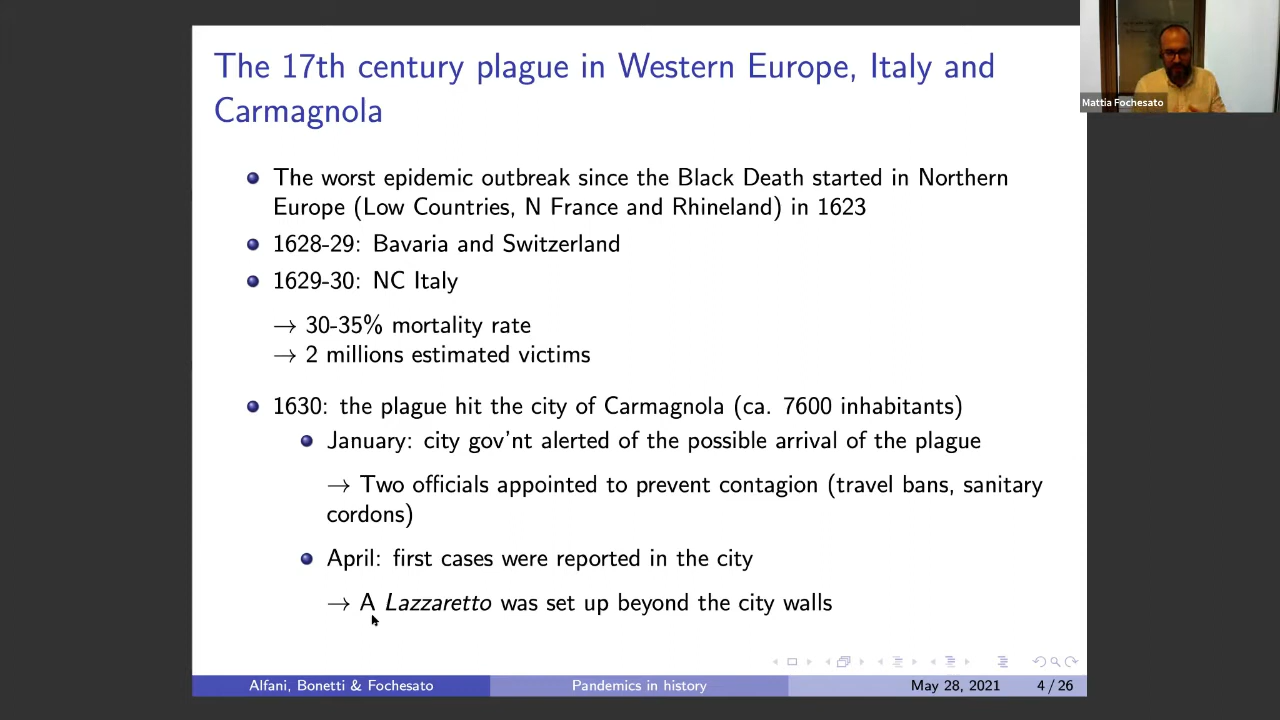 The 17th century plague in Western Europe, Italy and
Carmagnola
The worst epidemic outbreak since the Black Death started in Northern
Europe (Low Countries, N France and Rhineland) in 1623
1628-29: Bavaria and Switzerland
1629-30: NC Italy
→ 30-35% mortality rate
→ 2 millions estimated victims
1630: the plague hit the city of Carmagnola (ca. 7600 inhabitants)
January: city gov'nt alerted of the possible arrival of the plague
→ Two officials appointed to prevent contagion (travel bans, sanitary
cordons)
April: first cases were reported in the city
→ A Lazzaretto was set up beyond the city walls
Alfani, Bonetti & Fochesato
Pandemics in history
May 28, 2021
4 / 26
Mattia Fochesato